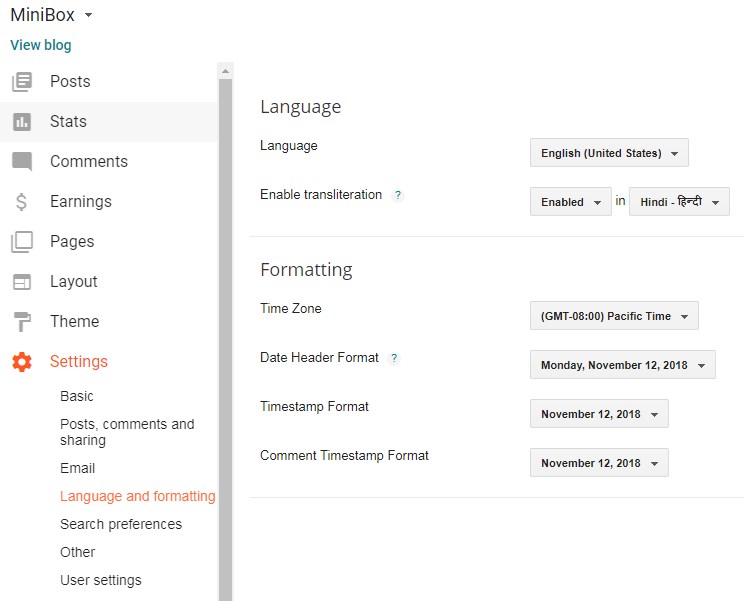 MiniBox
View blog
Posts
Stats
Comments
Earnings
Pages
Layout
Theme
Settings
Basic
Posts, comments and
sharing
Email
Language and formatting
Search preferences
Other
User settings
Language
Language English (United States)
Enable transliteration ? Enabled in Hindi - हिन्दी
Formatting
Time Zone (GMT-08:00) Pacific Time
Date Header Format ? Monday, November 12, 2018
Timestamp Format November 12, 2018
Comment Timestamp Format November 12, 2018